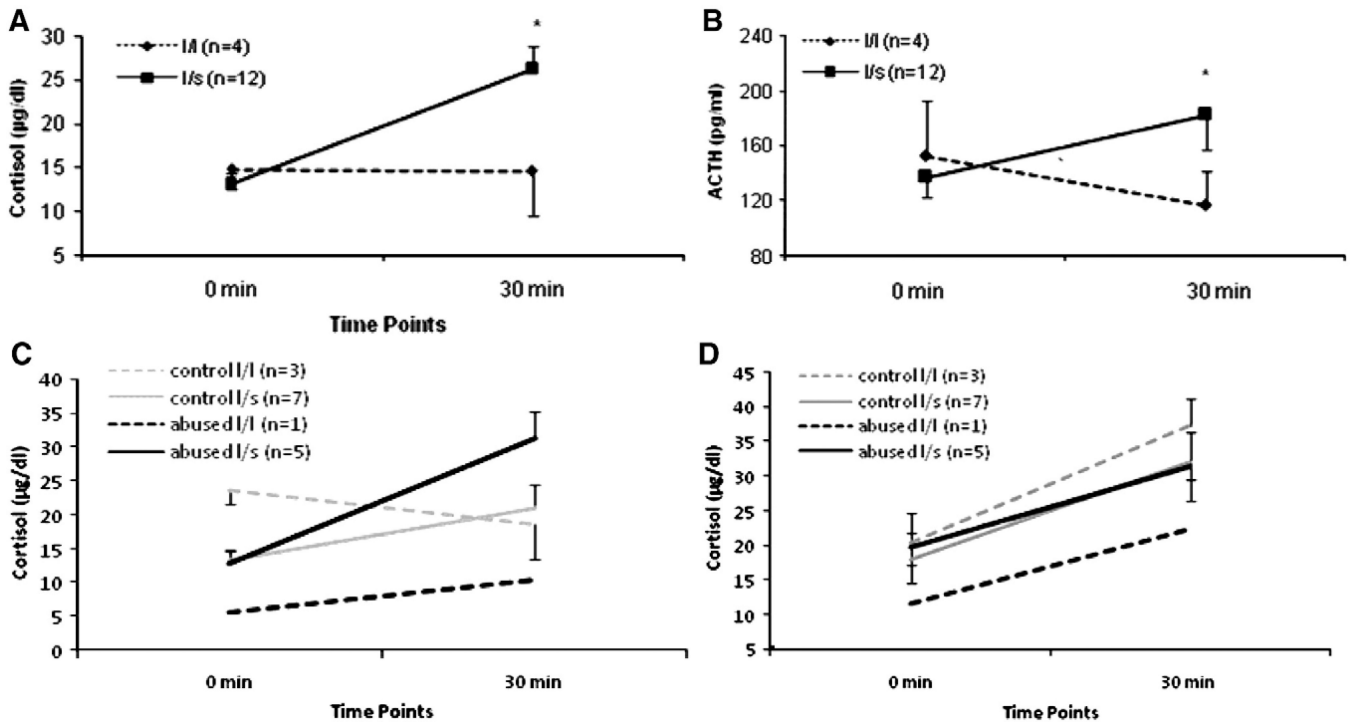 A
Cortisol (µg/dl)
30
25
20
15
10
5
l/l (n=4)
l/s (n=12)
*
0 min
30 min
Time Points
B
ACTH (pg/ml)
240
200
160
120
80
l/l (n=4)
l/s (n=12)
*
0 min
30 min
C
Cortisol (µg/dl)
40
35
30
25
20
15
10
5
0
control l/l (n=3)
control l/s (n=7)
abused l/l (n=1)
abused l/s (n=5)
0 min
30 min
Time Points
D
Cortisol (µg/dl)
45
40
35
30
25
20
15
10
5
control l/l (n=3)
control l/s (n=7)
abused l/l (n=1)
abused l/s (n=5)
0 min
30 min
Time Points